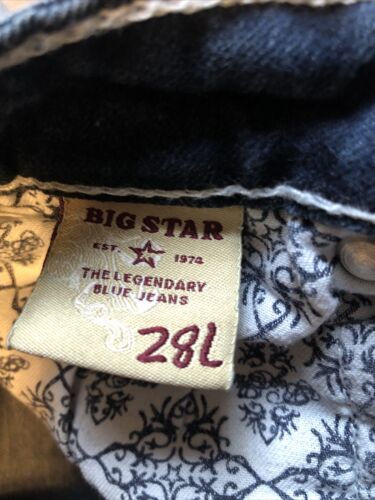 BIG STAR
EST. 1974
THE LEGENDARY
BLUE JEANS
28L